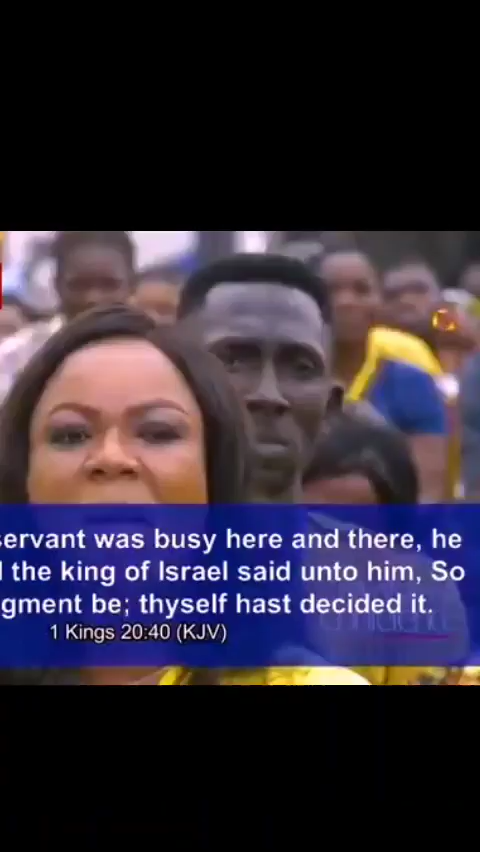 servant was busy here and there, he
the king of Israel said unto him, So
gment be; thyself hast decided it.
1 Kings 20:40 (KJV)